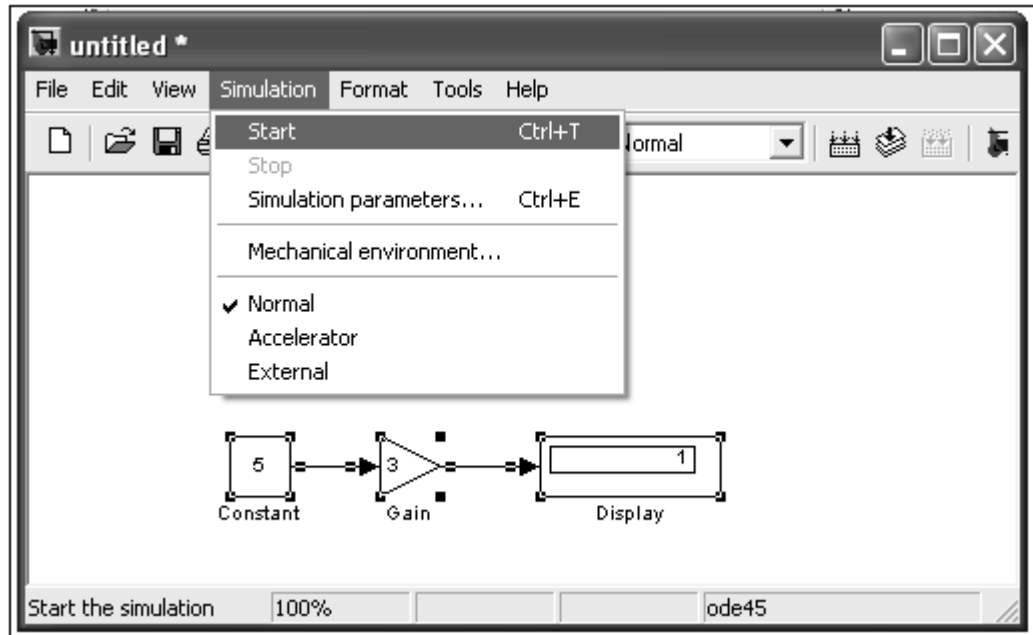 untitled *
File Edit View Simulation Format Tools Help
Start Ctrl+T
Normal
Stop
Simulation parameters... Ctrl+E
Mechanical environment...
Normal
Accelerator
External
5 3 1
Constant Gain Display
Start the simulation 100% ode45